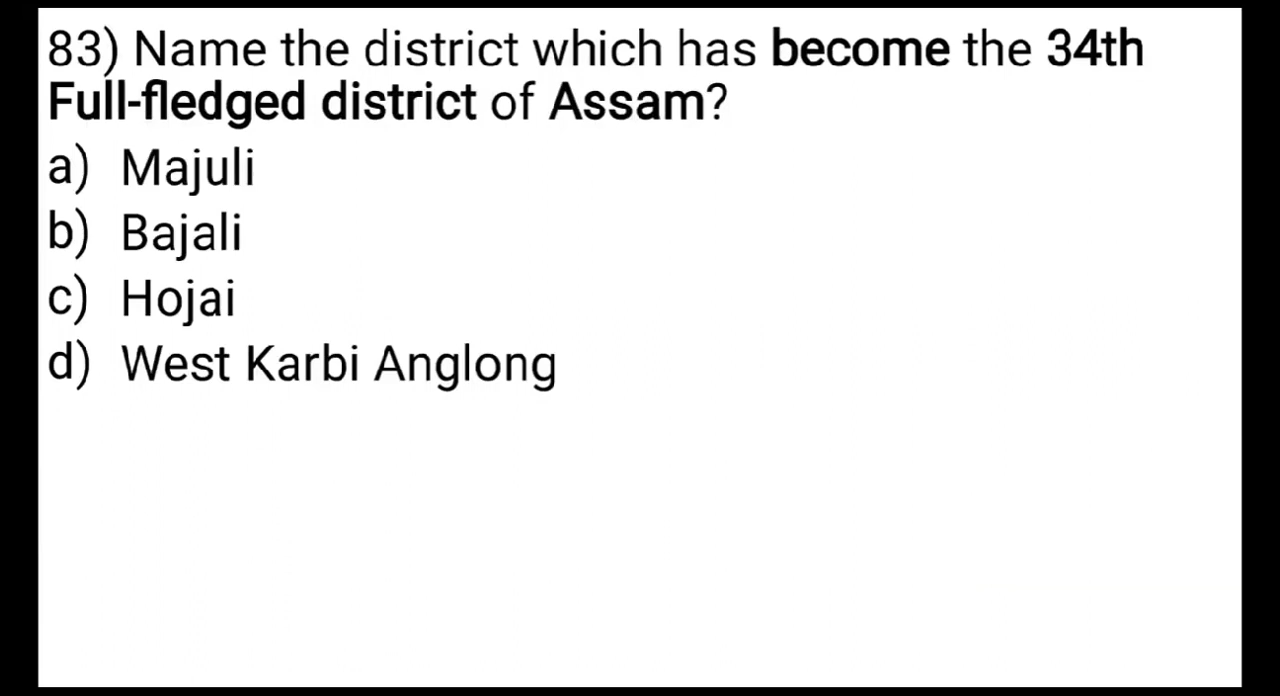 83) Name the district which has become the 34th
Full-fledged district of Assam?
a) Majuli
b) Bajali
c) Hojai
d) West Karbi Anglong